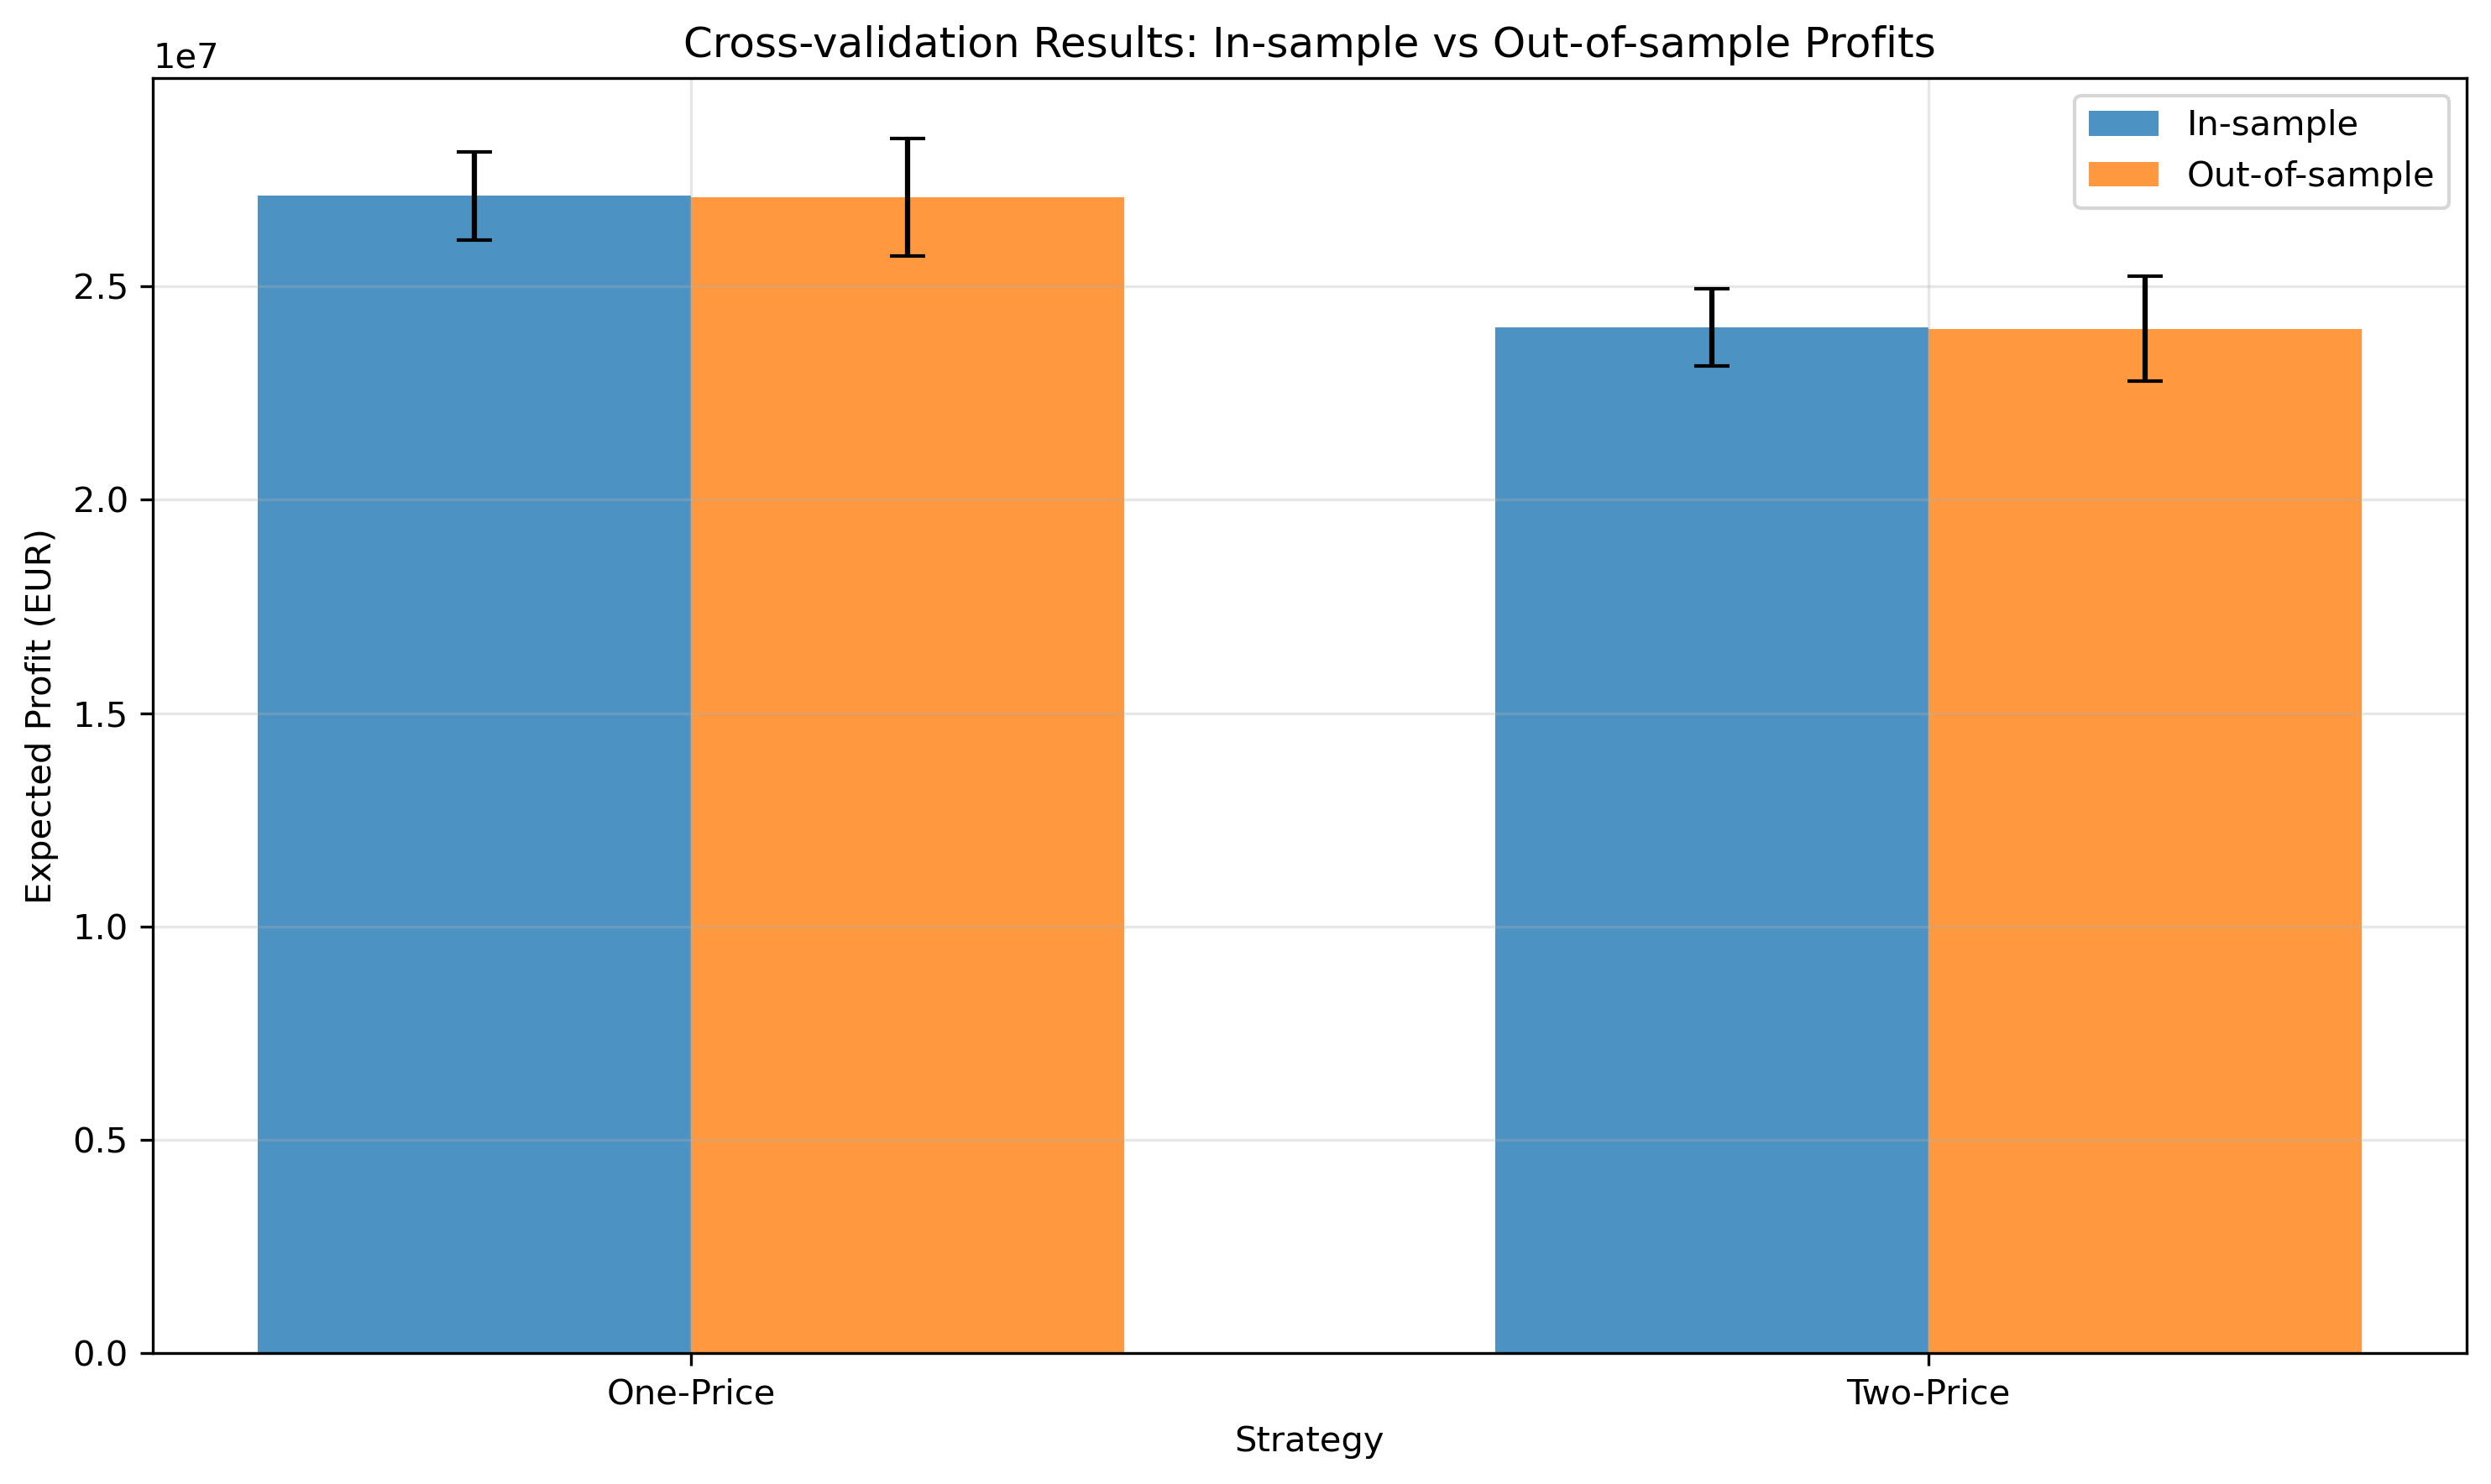 Cross-validation Results: In-sample vs Out-of-sample Profits
1e7
In-sample
Out-of-sample
2.5
2.0
1.5
1.0
0.5
0.0
Expected Profit (EUR)
One-Price
Two-Price
Strategy